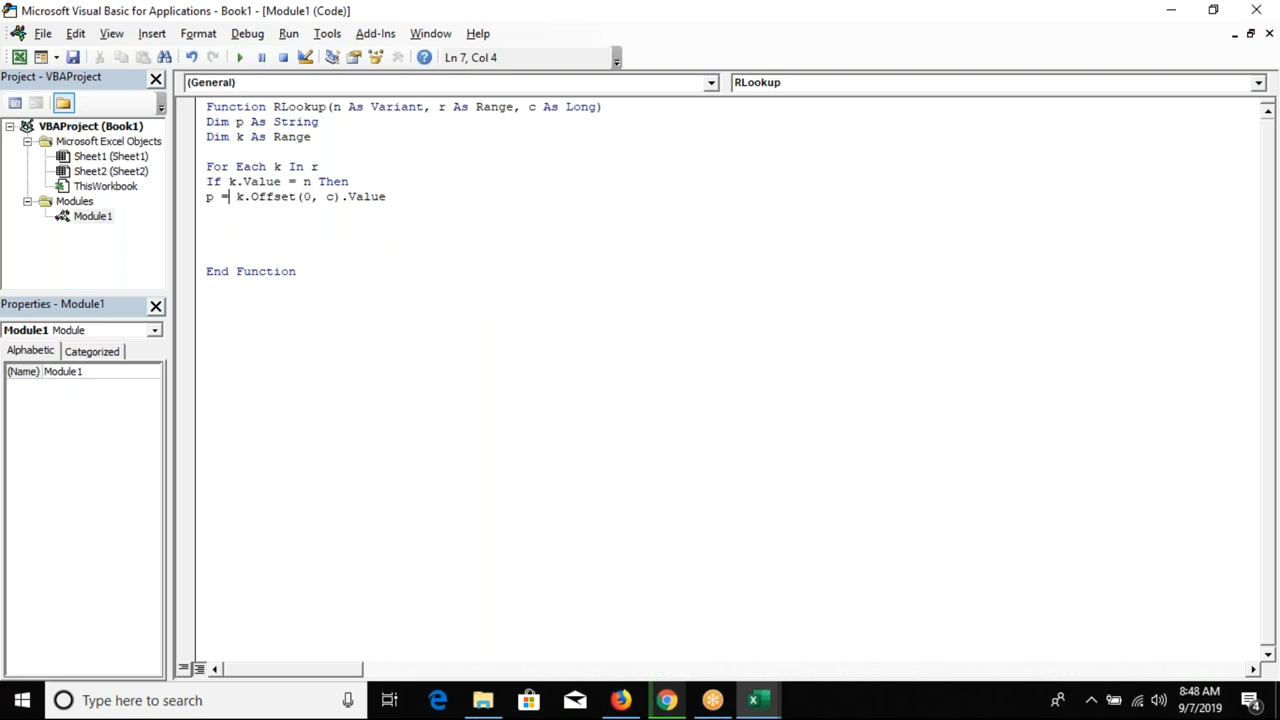 Microsoft Visual Basic for Applications - Book1 - [Module1 (Code)]
File Edit View Insert Format Debug Run Tools Add-Ins Window Help
Ln 7, Col 4
Project - VBAProject
(General)
RLookup
VBAProject (Book1)
Microsoft Excel Objects
Sheet1 (Sheet1)
Sheet2 (Sheet2)
ThisWorkbook
Modules
Module1
Function RLookup(n As Variant, r As Range, c As Long)
Dim p As String
Dim k As Range
For Each k In r
If k.Value = n Then
p = k.Offset(0, c).Value
End Function
Properties - Module1
Module1 Module
Alphabetic Categorized
(Name) Module1
Type here to search
8:48 AM
9/7/2019
4